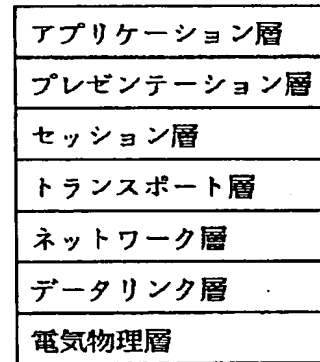 アプリケーション層
プレゼンテーション層
セッション層
トランスポート層
ネットワーク層
データリンク層
電気物理層